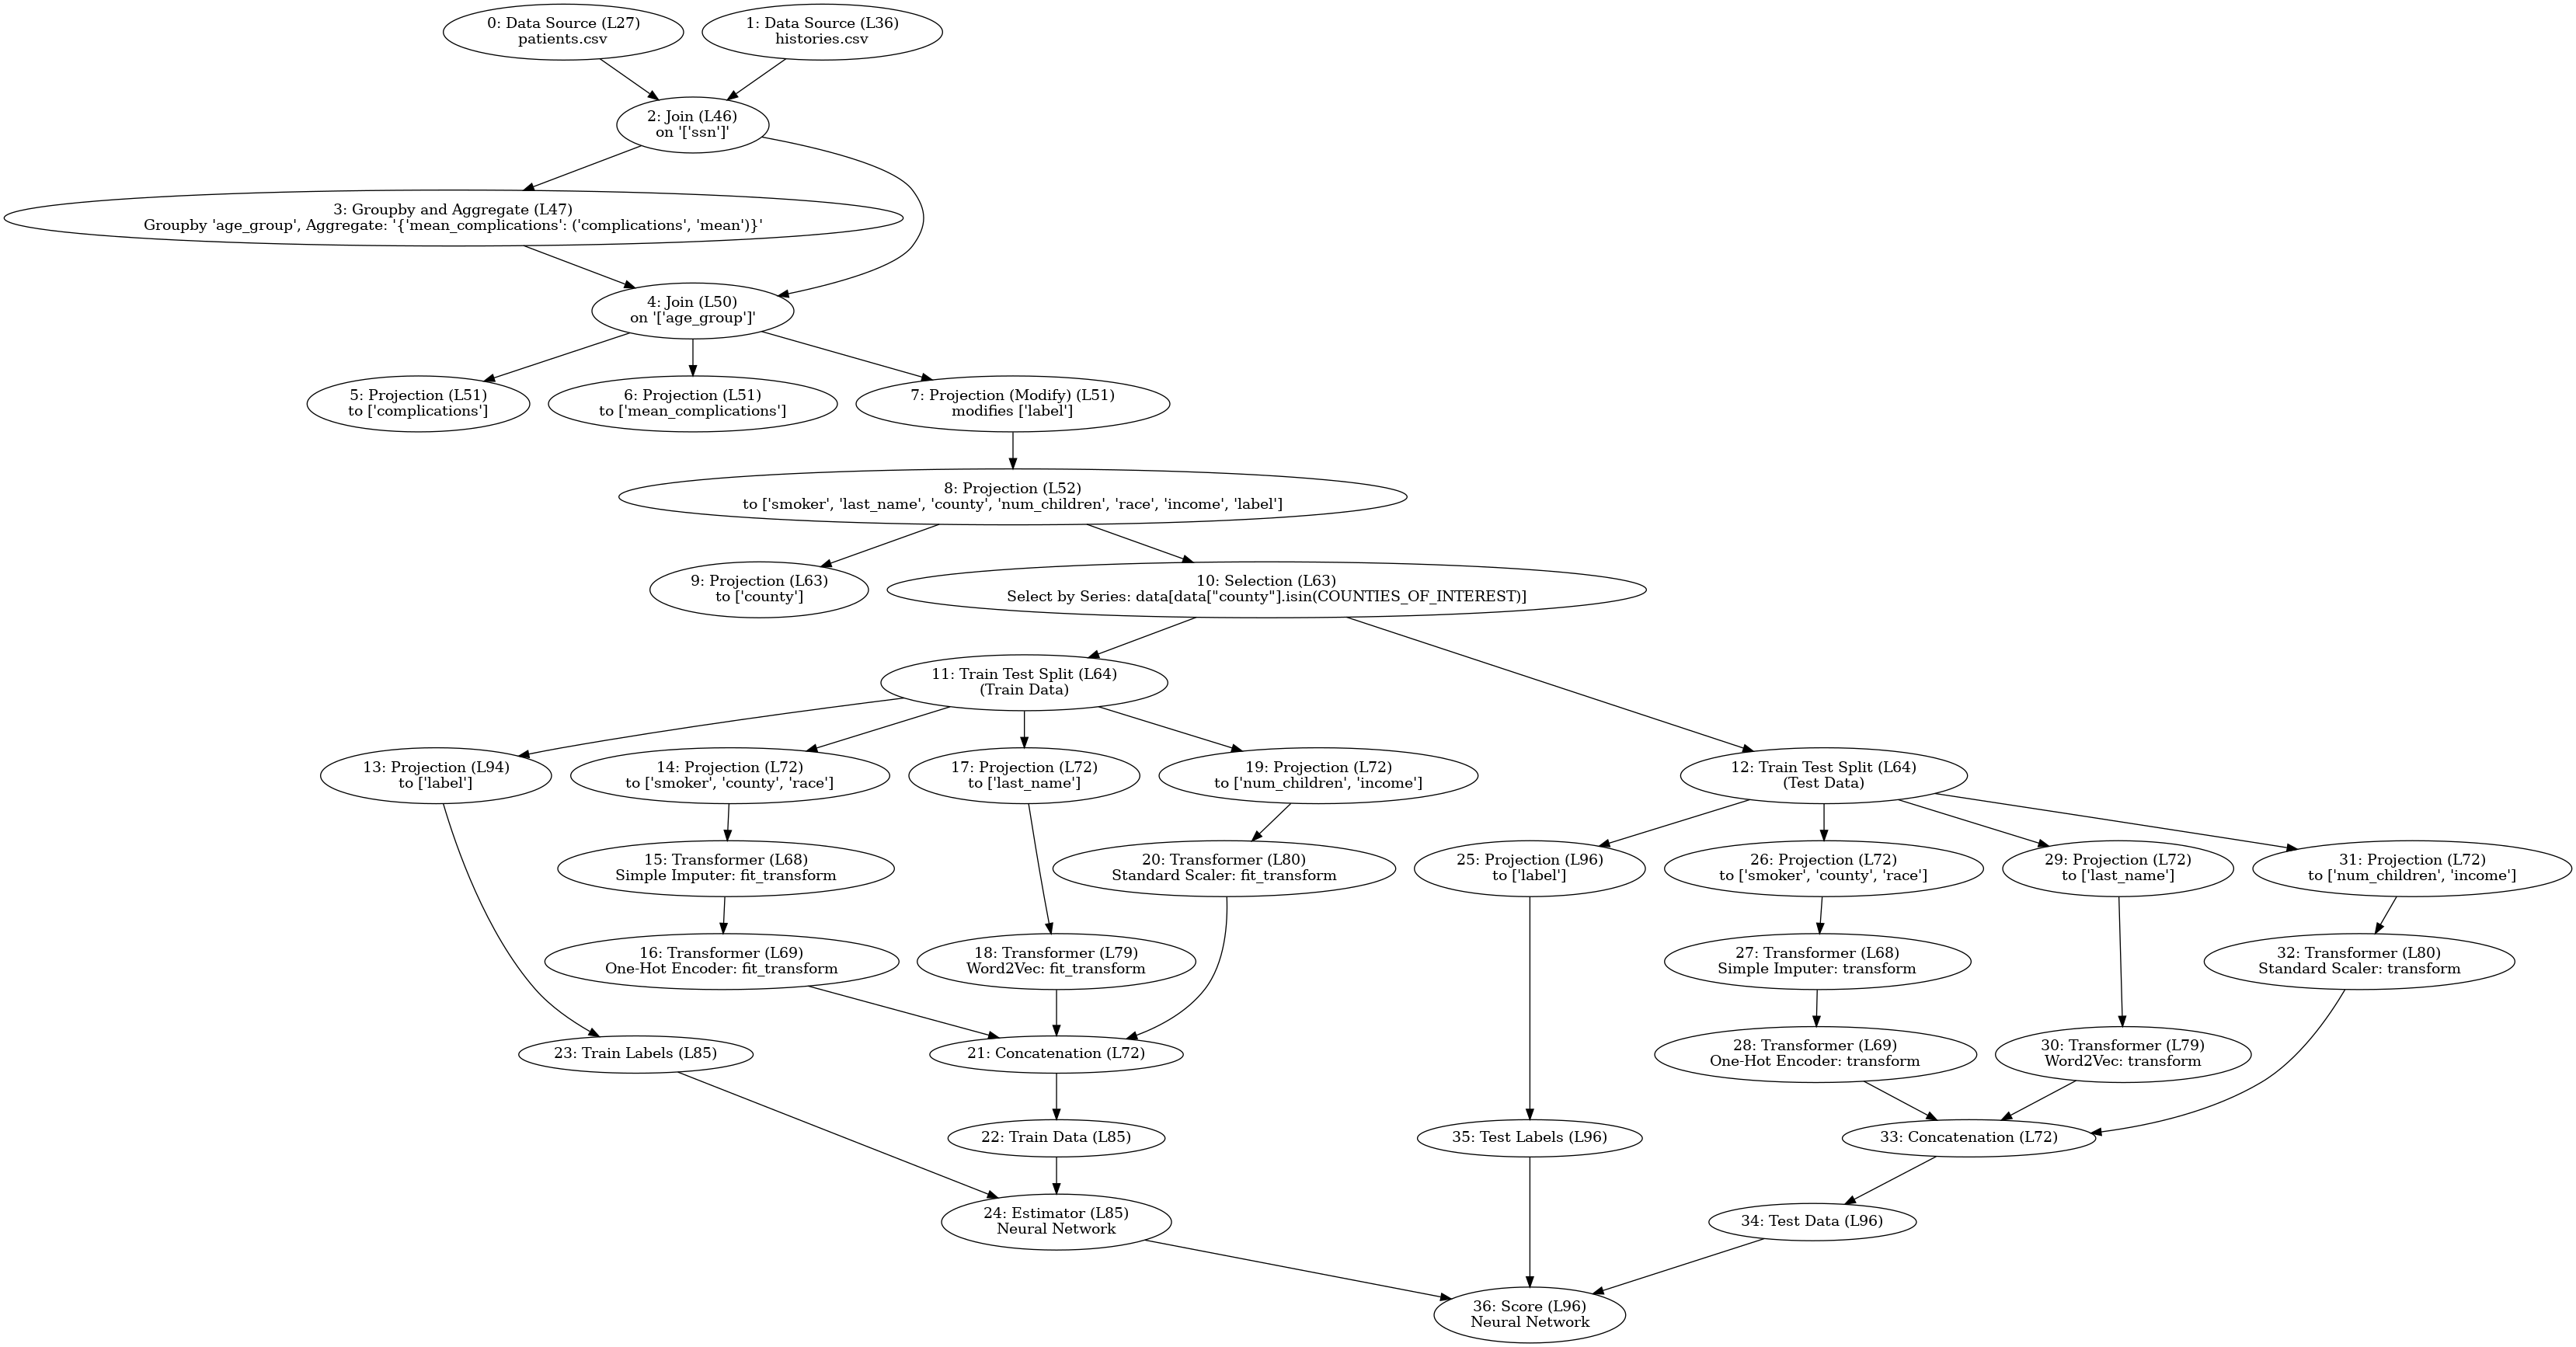 0: Data Source (L27)
patients.csv
1: Data Source (L36)
histories.csv
2: Join (L46)
on '['ssn']'
3: Groupby and Aggregate (L47)
Groupby 'age_group', Aggregate: '{'mean_complications': ('complications', 'mean')}'
4: Join (L50)
on '['age_group']'
5: Projection (L51)
to ['complications']
6: Projection (L51)
to ['mean_complications']
7: Projection (Modify) (L51)
modifies ['label']
8: Projection (L52)
to ['smoker', 'last_name', 'county', 'num_children', 'race', 'income', 'label']
9: Projection (L63)
to ['county']
10: Selection (L63)
Select by Series: data[data["county"].isin(COUNTIES_OF_INTEREST)]
11: Train Test Split (L64)
(Train Data)
12: Train Test Split (L64)
(Test Data)
13: Projection (L94)
to ['label']
14: Projection (L72)
to ['smoker', 'county', 'race']
17: Projection (L72)
to ['last_name']
19: Projection (L72)
to ['num_children', 'income']
15: Transformer (L68)
Simple Imputer: fit_transform
20: Transformer (L80)
Standard Scaler: fit_transform
25: Projection (L96)
to ['label']
26: Projection (L72)
to ['smoker', 'county', 'race']
29: Projection (L72)
to ['last_name']
31: Projection (L72)
to ['num_children', 'income']
16: Transformer (L69)
One-Hot Encoder: fit_transform
18: Transformer (L79)
Word2Vec: fit_transform
27: Transformer (L68)
Simple Imputer: transform
32: Transformer (L80)
Standard Scaler: transform
23: Train Labels (L85)
21: Concatenation (L72)
28: Transformer (L69)
One-Hot Encoder: transform
30: Transformer (L79)
Word2Vec: transform
22: Train Data (L85)
35: Test Labels (L96)
33: Concatenation (L72)
24: Estimator (L85)
Neural Network
34: Test Data (L96)
36: Score (L96)
Neural Network